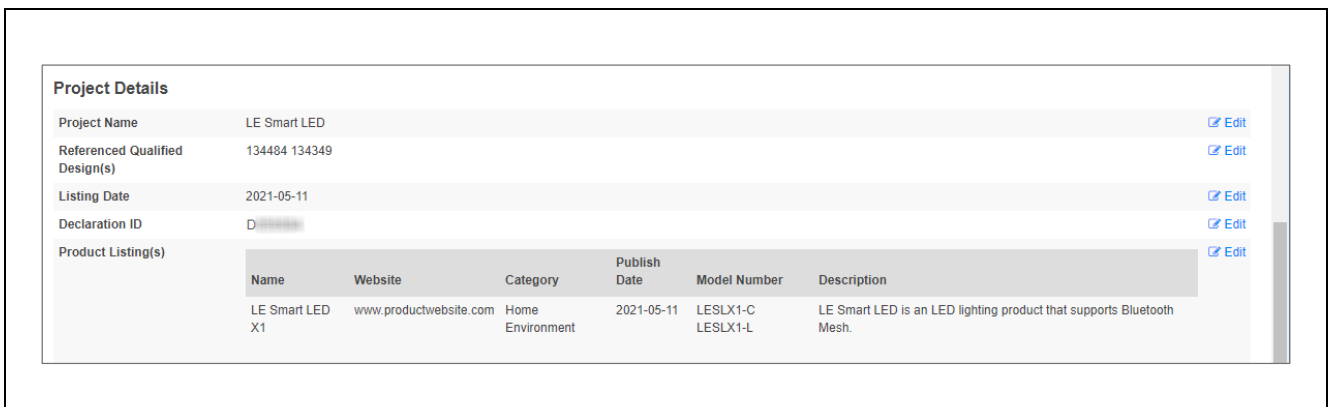 Project Details
Project Name LE Smart LED Edit
Referenced Qualified 134484 134349 Edit
Design(s)
Listing Date 2021-05-11 Edit
Declaration ID D Edit
Product Listing(s) Edit
Publish
Name Website Category Date Model Number Description
LE Smart LED www.productwebsite.com Home 2021-05-11 LESLX1-C LE Smart LED is an LED lighting product that supports Bluetooth
X1 Environment LESLX1-L Mesh.